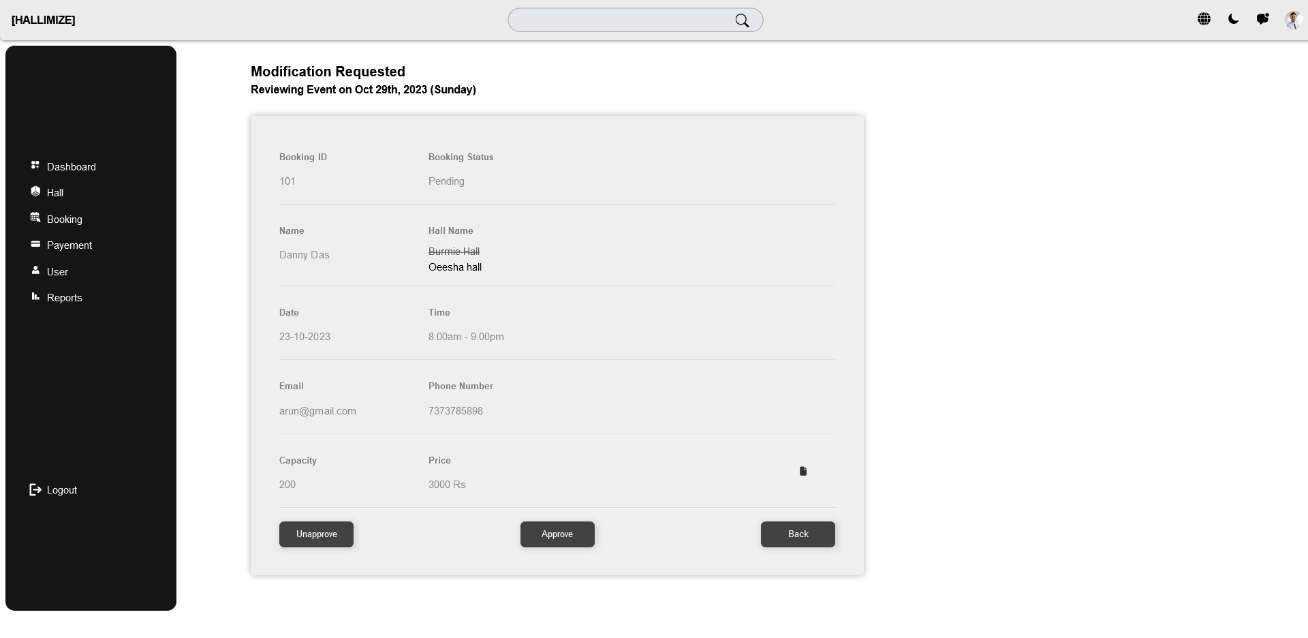 [HALLIMIZE]
Modification Requested
Reviewing Event on Oct 29th, 2023 (Sunday)
Dashboard
Hall
Booking
Payement
User
Reports
Logout
Booking ID Booking Status
101 Pending
Name Hall Name
Danny Das Burmie Hall
Oeesha hall
Date Time
23-10-2023 8.00am - 9.00pm
Email Phone Number
arun@gmail.com 7373785898
Capacity Price
200 3000 Rs
Unapprove Approve Back